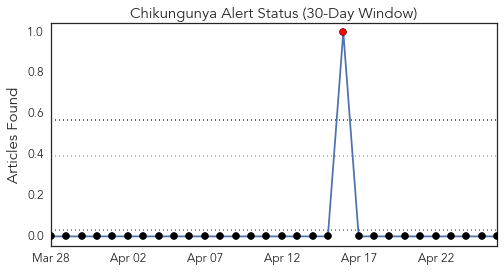 Chikungunya Alert Status (30-Day Window)
Articles Found
1.0
0.8
0.6
0.4
0.2
0.0
Mar 28 Apr 02 Apr 07 Apr 12 Apr 17 Apr 22